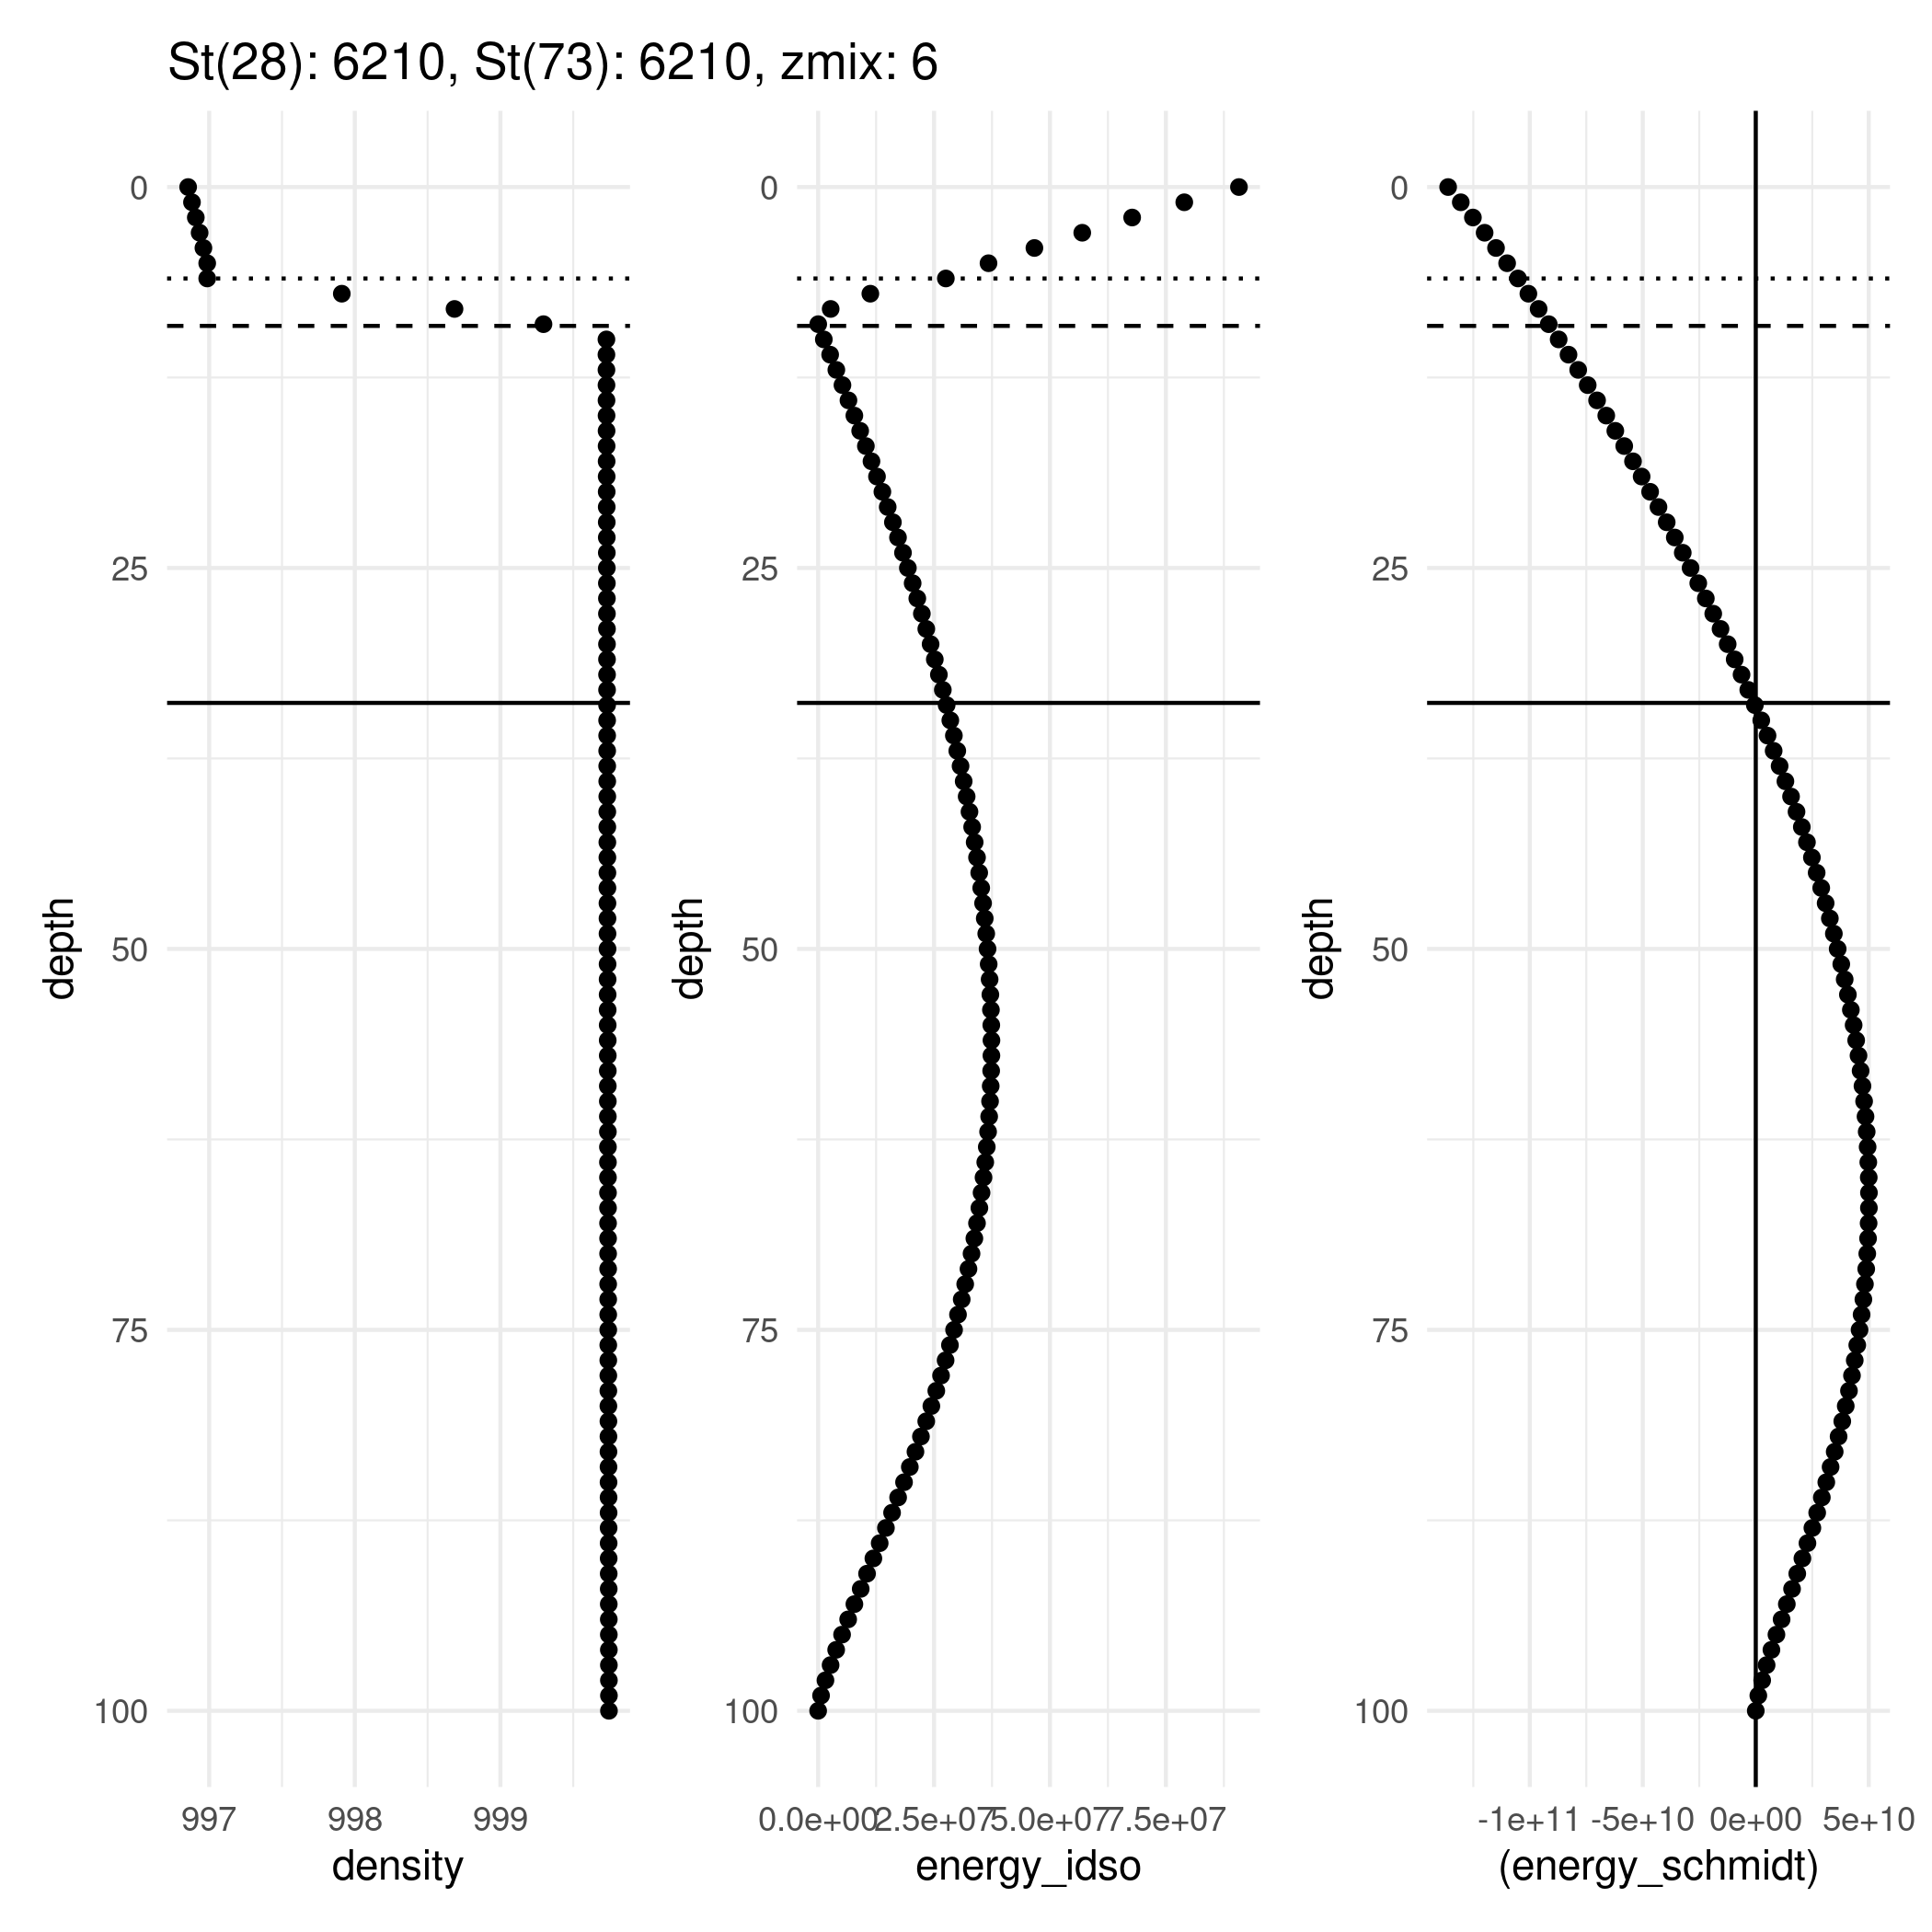 St(28): 6210, St(73): 6210, zmix: 6
depth
0
25
50
75
100
997
998
999
density
depth
0
25
50
75
100
0.0e+00
2.5e+07
5.0e+07
7.5e+07
energy_idso
depth
0
25
50
75
100
-1e+11
-5e+10
0e+00
5e+10
(energy_schmidt)